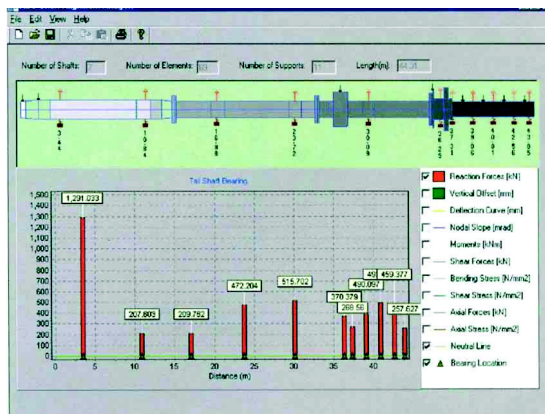 File Edit View Help
Number of Shafts:
Number of Elements:
Number of Supports:
Length(m):
Tail Shaft Bearing
1,500
1,400
1,300
1,200
1,100
1,000
900
800
700
600
500
400
300
200
100
0
1,291.033
207.603
209.762
472.204
515.702
370.379
268.56
490.097
459.377
257.627
0 5 10 15 20 25 30 35 40
Distance (m)
Reaction Forces [kN]
Vertical Offset [mm]
Deflection Curve [mm]
Nodal Slope [mrad]
Moments [kNm]
Shear Forces [kN]
Bending Stress [N/mm2]
Shear Stress [N/mm2]
Axial Forces [kN]
Axial Stress [N/mm2]
Neutral Line
Bearing Location